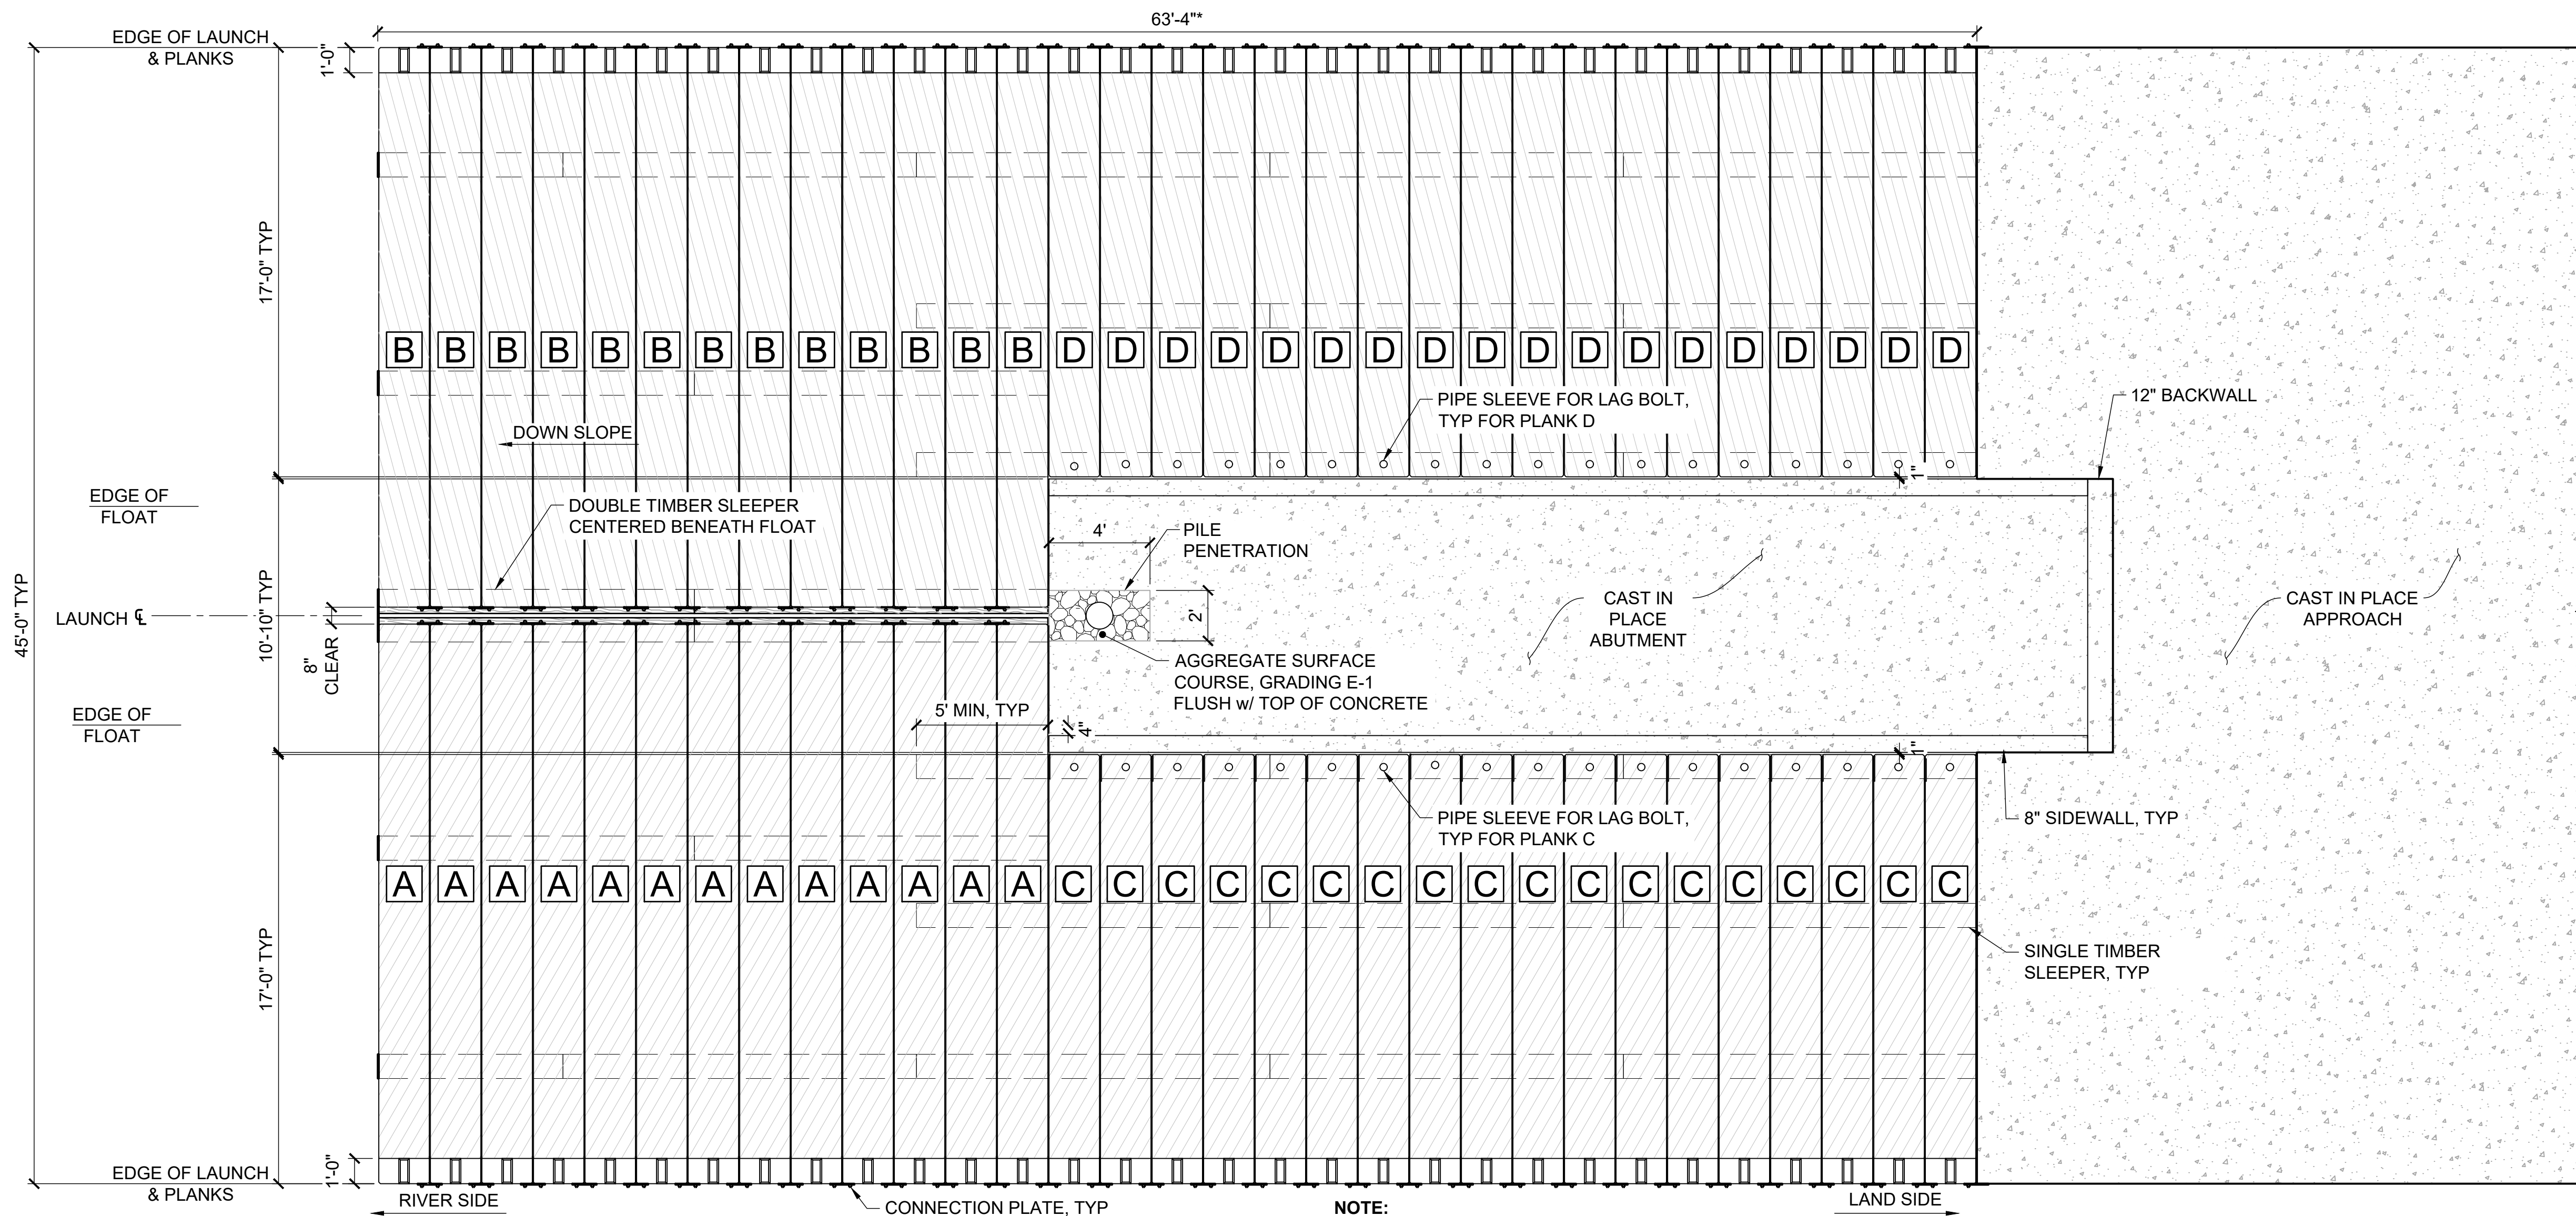 63'-4"*
EDGE OF LAUNCH
& PLANKS
1'-0"
17'-0" TYP
B B B B B B B B B B B B B D D D D D D D D D D D D D D D D D D
PIPE SLEEVE FOR LAG BOLT,
TYP FOR PLANK D
12" BACKWALL
DOWN SLOPE
1"
EDGE OF
FLOAT
DOUBLE TIMBER SLEEPER
CENTERED BENEATH FLOAT
4'
PILE
PENETRATION
45'-0" TYP
LAUNCH ℄
10'-10" TYP
8"
CLEAR
2'
CAST IN
PLACE
ABUTMENT
CAST IN PLACE
APPROACH
AGGREGATE SURFACE
COURSE, GRADING E-1
FLUSH w/ TOP OF CONCRETE
EDGE OF
FLOAT
5' MIN, TYP
4"
1"
PIPE SLEEVE FOR LAG BOLT,
TYP FOR PLANK C
8" SIDEWALL, TYP
A A A A A A A A A A A A A C C C C C C C C C C C C C C C C C C
17'-0" TYP
SINGLE TIMBER
SLEEPER, TYP
1'-0"
EDGE OF LAUNCH
& PLANKS
RIVER SIDE
CONNECTION PLATE, TYP
NOTE:
LAND SIDE